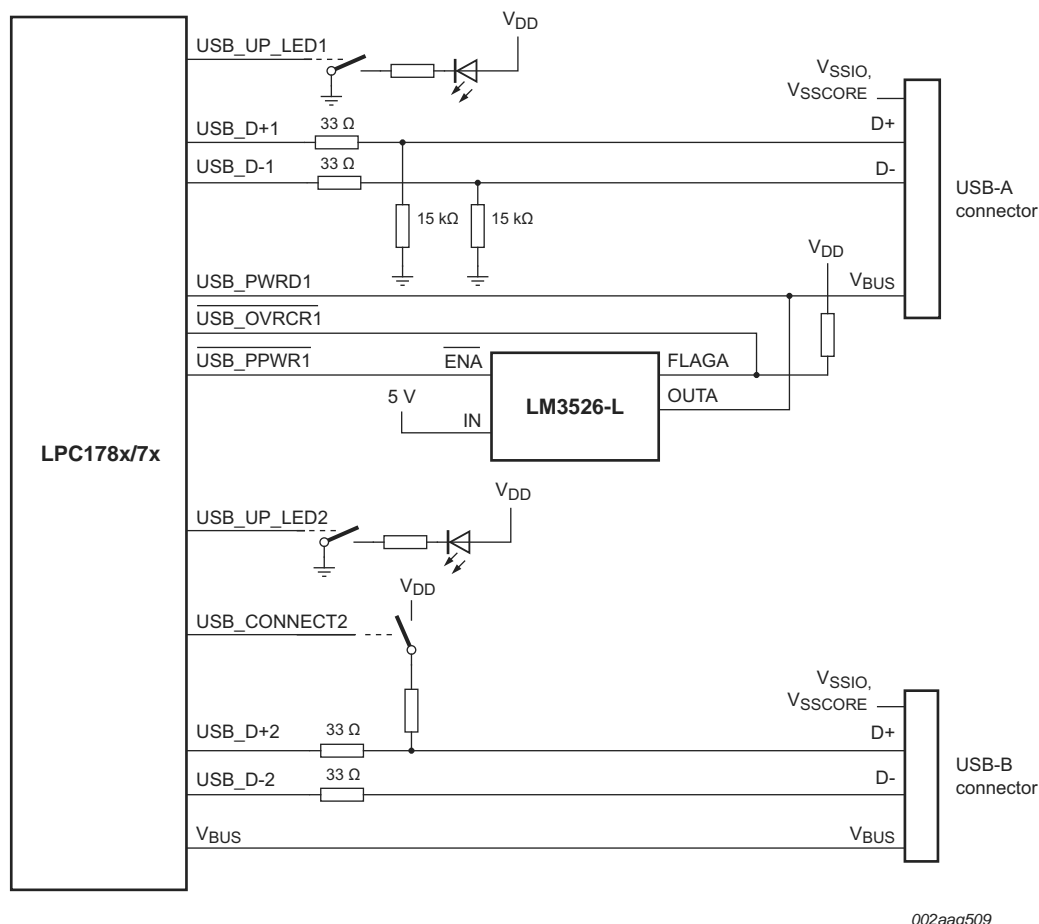 VDD
USB_UP_LED1
VSSIO,
VSSCORE
USB_D+1
33 Ω
D+
USB_D-1
33 Ω
D-
USB-A
connector
15 kΩ
15 kΩ
VDD
USB_PWRD1
VBUS
USB_OVRCR1
USB_PPWR1
ENA
FLAGA
5 V
IN
LM3526-L
OUTA
LPC178x/7x
VDD
USB_UP_LED2
VDD
USB_CONNECT2
VSSIO,
VSSCORE
USB_D+2
33 Ω
D+
USB_D-2
33 Ω
D-
USB-B
connector
VBUS
VBUS
002aag509